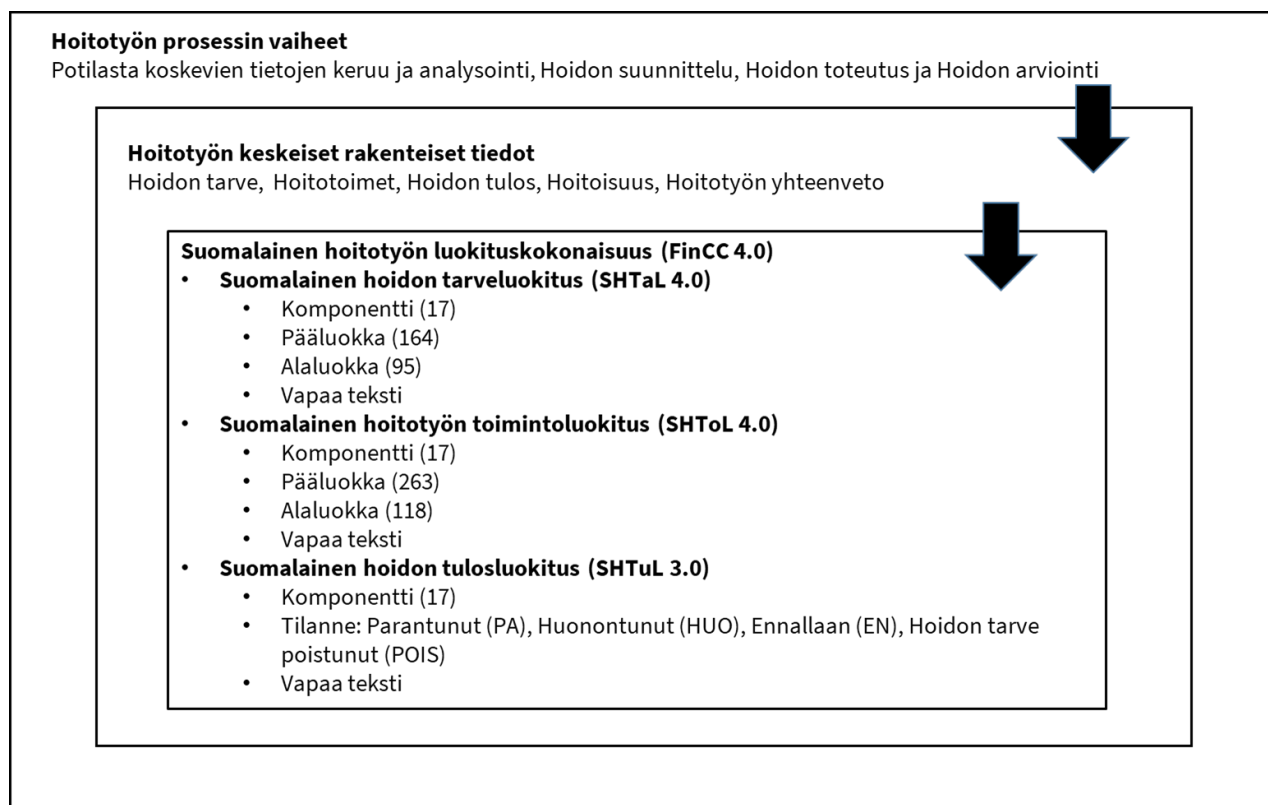 Hoitotyön prosessin vaiheet
Potilasta koskevien tietojen keruu ja analysointi, Hoidon suunnittelu, Hoidon toteutus ja Hoidon arviointi
Hoitotyön keskeiset rakenteiset tiedot
Hoidon tarve, Hoitotoimet, Hoidon tulos, Hoitoisuus, Hoitotyön yhteenveto
Suomalainen hoitotyön luokituskokonaisuus (FinCC 4.0)
• Suomalainen hoidon tarveluokitus (SHTaL 4.0)
• Komponentti (17)
• Pääluokka (164)
• Alaluokka (95)
• Vapaa teksti
• Suomalainen hoitotyön toimintoluokitus (SHToL 4.0)
• Komponentti (17)
• Pääluokka (263)
• Alaluokka (118)
• Vapaa teksti
• Suomalainen hoidon tulosluokitus (SHTuL 3.0)
• Komponentti (17)
• Tilanne: Parantunut (PA), Huonontunut (HUO), Ennallaan (EN), Hoidon tarve
poistunut (POIS)
• Vapaa teksti